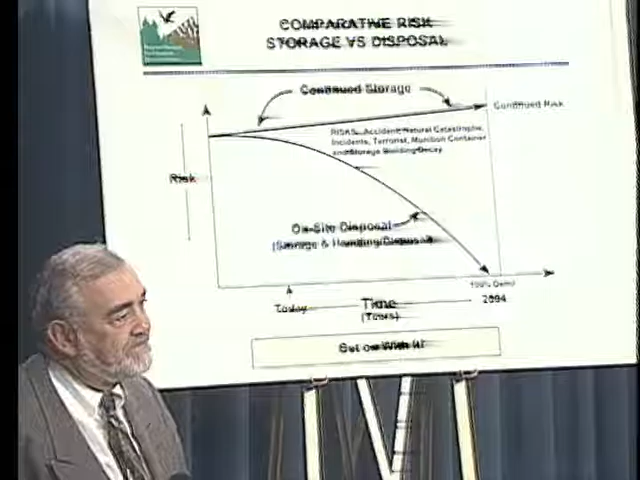 COMPARATIVE RISK
STORAGE VS DISPOSAL
Continued Storage
Continued Risk
RISKS: Accident/Natural Catastrophe,
Incidents, Terrorist, Munition Container
and Storage Building Decay
Risk
On-Site Disposal
(Storage & Handling/Disposal)
100% Demil
Today
Time
2004
(Years)
Get on With it!